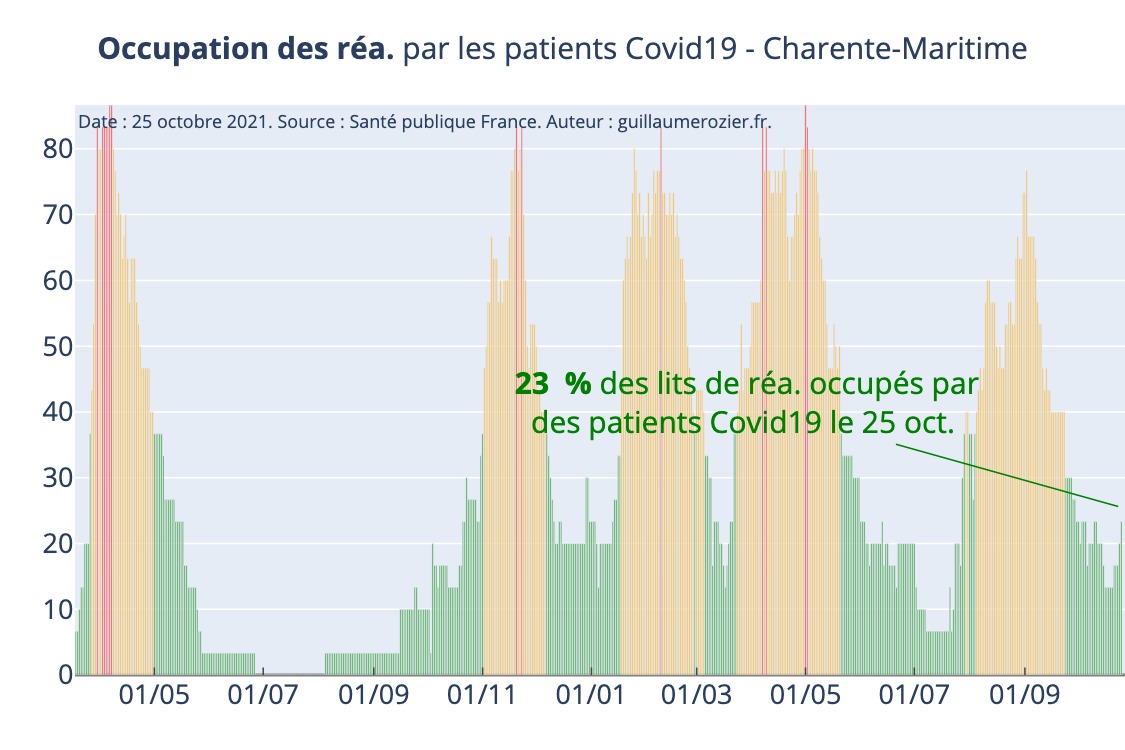 Occupation des réa. par les patients Covid19 - Charente-Maritime
Date : 25 octobre 2021. Source : Santé publique France. Auteur : guillaumerozier.fr.
80
70
60
50
40
30
20
10
0
23 % des lits de réa. occupés par
des patients Covid19 le 25 oct.
01/05 01/07 01/09 01/11 01/01 01/03 01/05 01/07 01/09